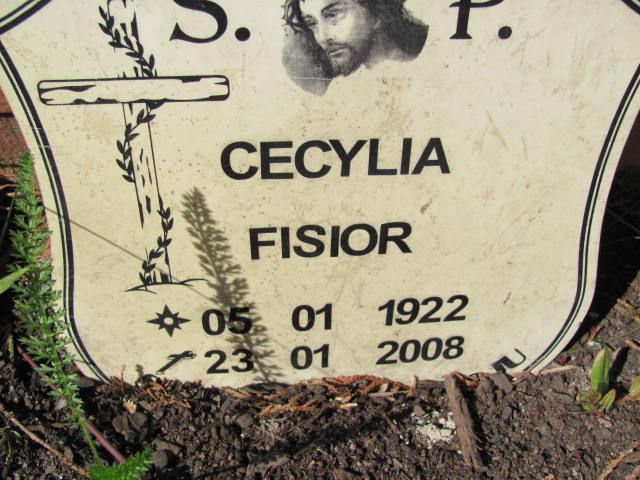 S. P.
CECYLIA
FISIOR
05 01 1922
23 01 2008